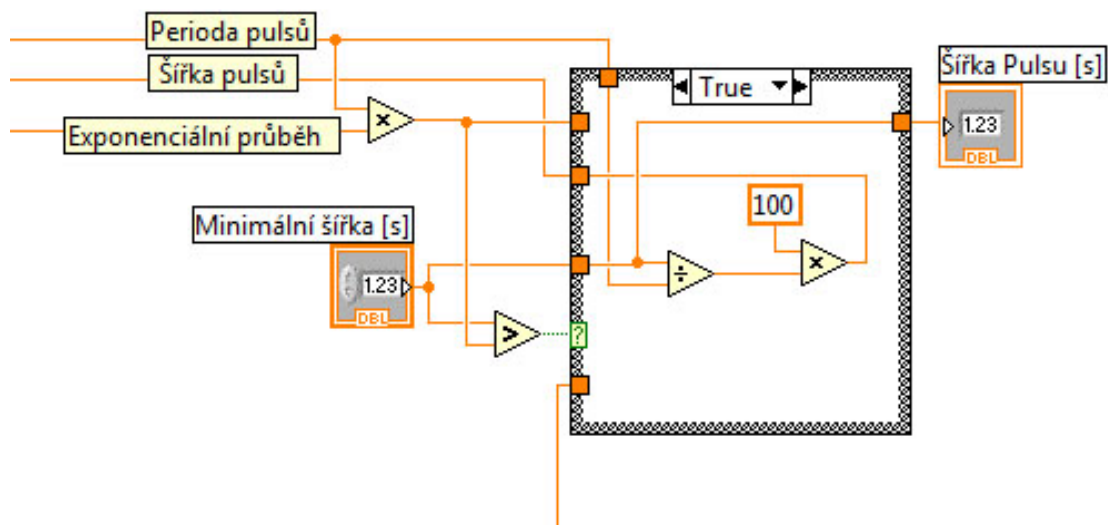 Perioda pulsů
Šířka pulsů
Exponenciální průběh
×
Minimální šířka [s]
1.23
DBL
>
?
True
100
÷
×
Šířka Pulsu [s]
1.23
DBL